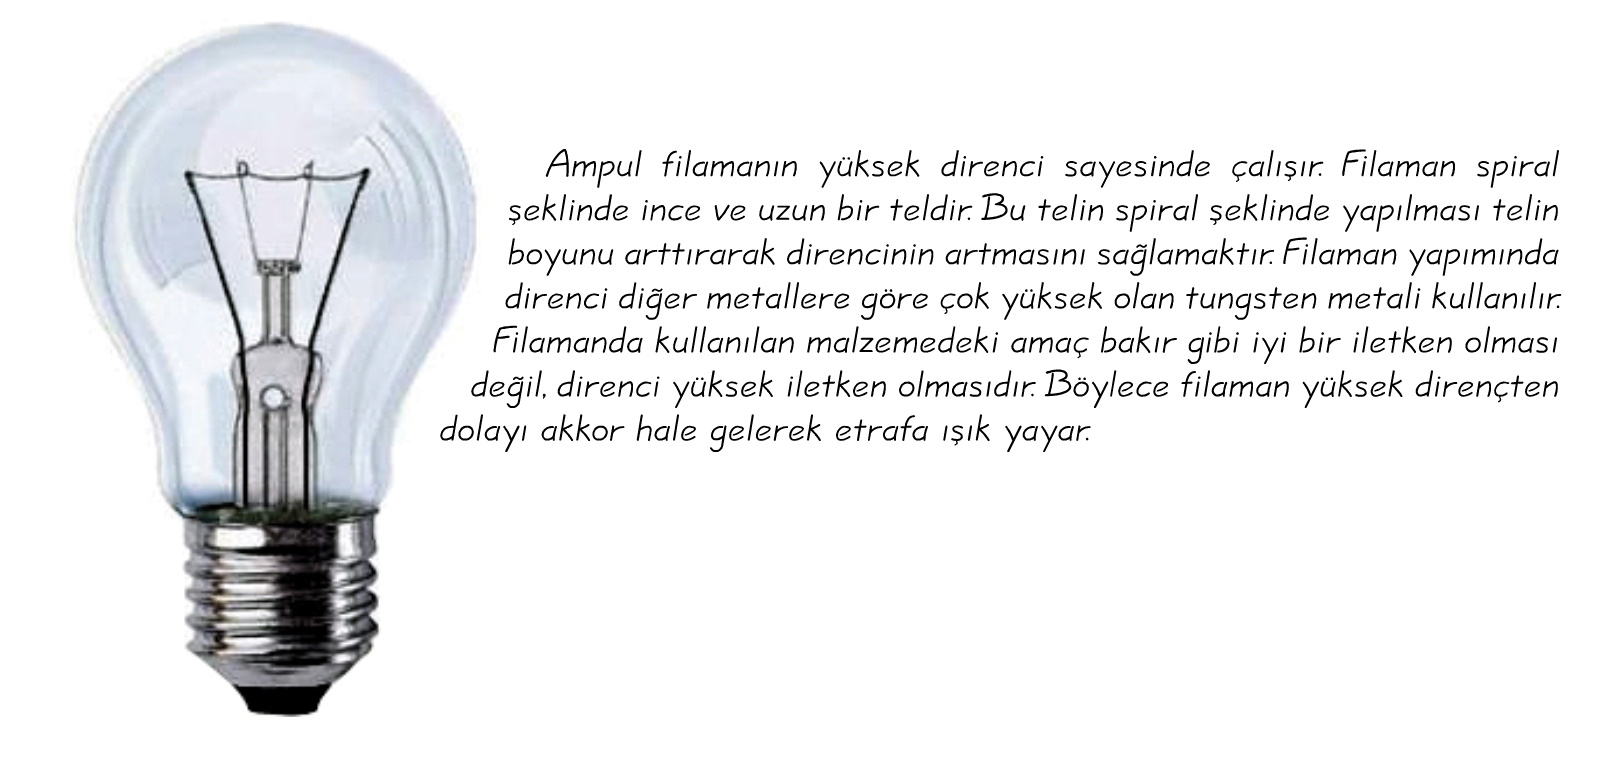 Ampul filamanın yüksek direnci sayesinde çalışır. Filaman spiral
şeklinde ince ve uzun bir teldir. Bu telin spiral şeklinde yapılması telin
boyunu arttırarak direncinin artmasını sağlamaktır. Filaman yapımında
direnci diğer metallere göre çok yüksek olan tungsten metali kullanılır.
Filamanda kullanılan malzemedeki amaç bakır gibi iyi bir iletken olması
değil, direnci yüksek iletken olmasıdır. Böylece filaman yüksek dirençten
dolayı akkor hale gelerek etrafa ışık yayar.